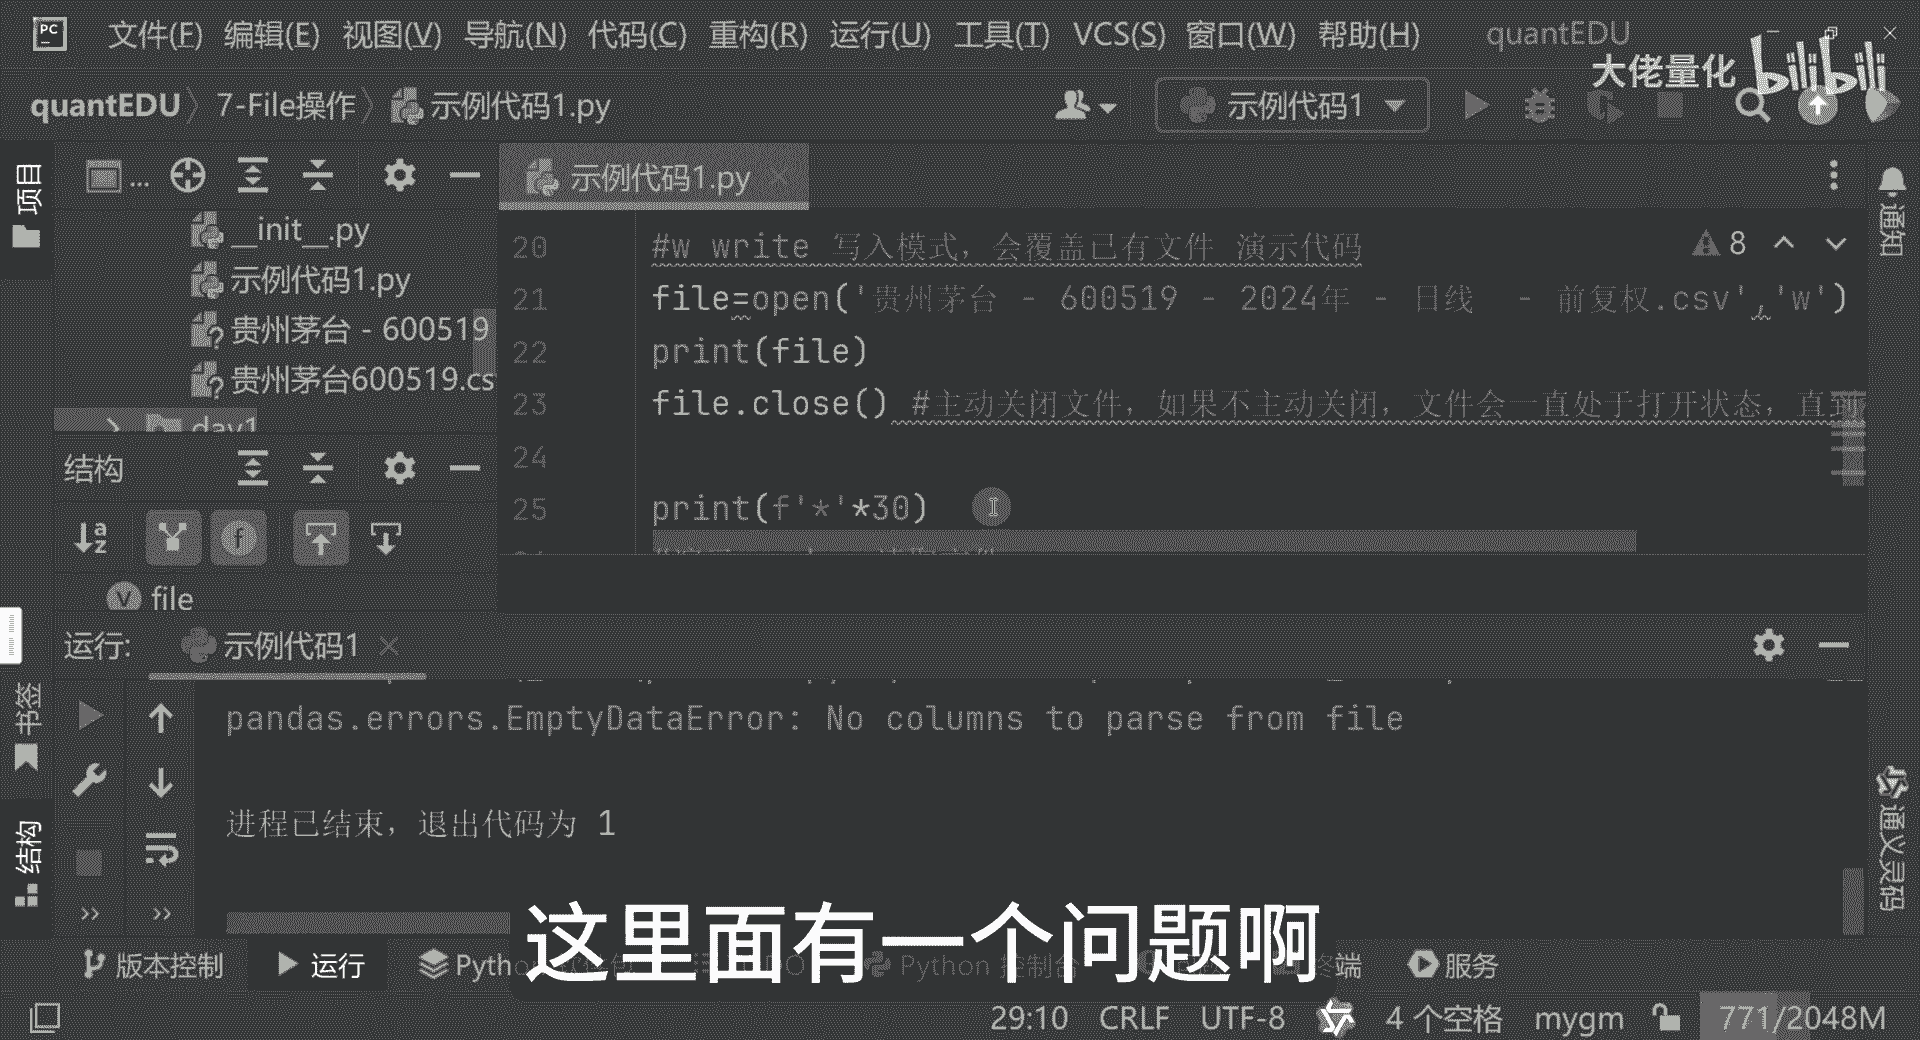 文件(F) 编辑(E) 视图(V) 导航(N) 代码(C) 重构(R) 运行(U) 工具(T) VCS(S) 窗口(W) 帮助(H) quantEDU
大佬量化 bilibili
quantEDU 7-File操作 示例代码1.py 示例代码1
项目
...
示例代码1.py
通知
__init__.py
示例代码1.py
贵州茅台 - 600519
贵州茅台600519.cs
day1
20 #w write 写入模式，会覆盖已有文件 演示代码 8
21 file=open('贵州茅台 - 600519 - 2024年 - 日线  - 前复权.csv','w')
22 print(file)
23 file.close() #主动关闭文件，如果不主动关闭，文件会一直处于打开状态，直到
24
25 print(f'*'*30)
结构
file
运行: 示例代码1
pandas.errors.EmptyDataError: No columns to parse from file
进程已结束，退出代码为 1
书签
结构
通义灵码
这里面有一个问题啊
版本控制 运行 Pyth Python 控制台 终端 服务
29:10 CRLF UTF-8 4 个空格 mygm 771/2048M